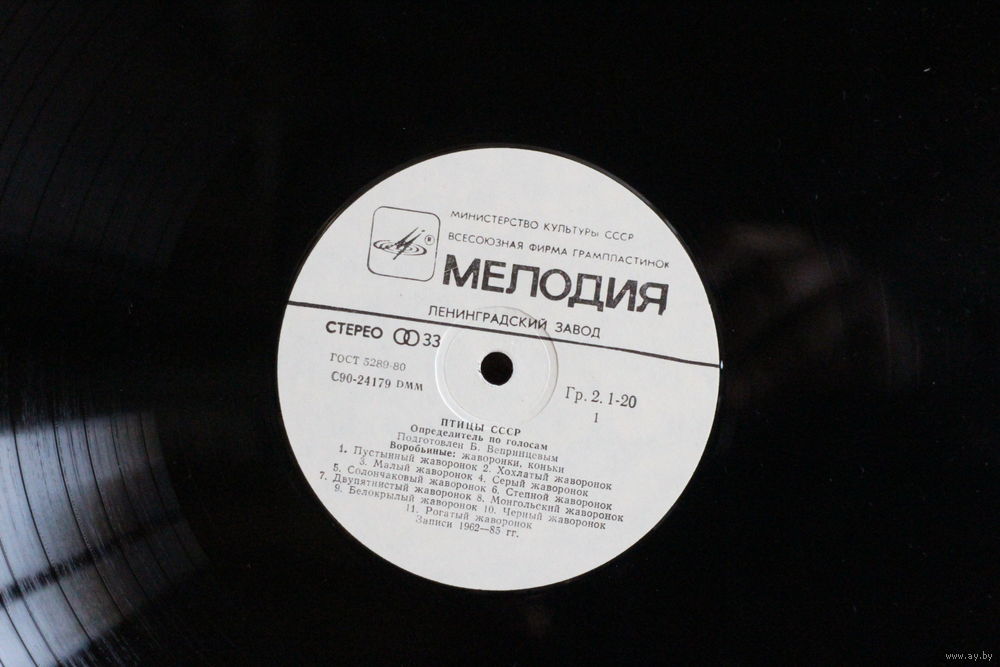 МИНИСТЕРСТВО КУЛЬТУРЫ СССР
ВСЕСОЮЗНАЯ ФИРМА ГРАМПЛАСТИНОК
МЕЛОДИЯ
®
ЛЕНИНГРАДСКИЙ ЗАВОД
СТЕРЕО 33
ГОСТ 5289-80
С90-24179 DMM
Гр. 2. 1-20
1
ПТИЦЫ СССР
Определитель по голосам
Подготовлен Б. Вепринцевым
Воробьиные: жаворонки, коньки
1. Пустынный жаворонок 2. Хохлатый жаворонок
3. Малый жаворонок 4. Серый жаворонок
5. Солончаковый жаворонок 6. Степной жаворонок
7. Двупятнистый жаворонок 8. Монгольский жаворонок
9. Белокрылый жаворонок 10. Черный жаворонок
11. Рогатый жаворонок
Записи 1962—85 гг.
www.ay.by